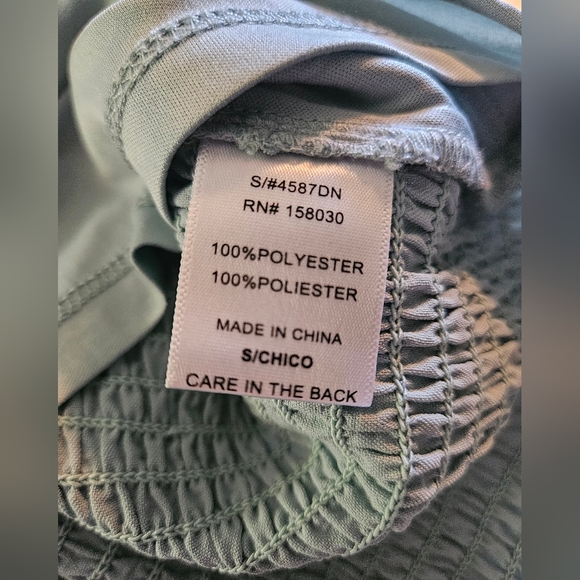 S/#4587DN
RN# 158030
100%POLYESTER
100%POLIESTER
MADE IN CHINA
S/CHICO
CARE IN THE BACK